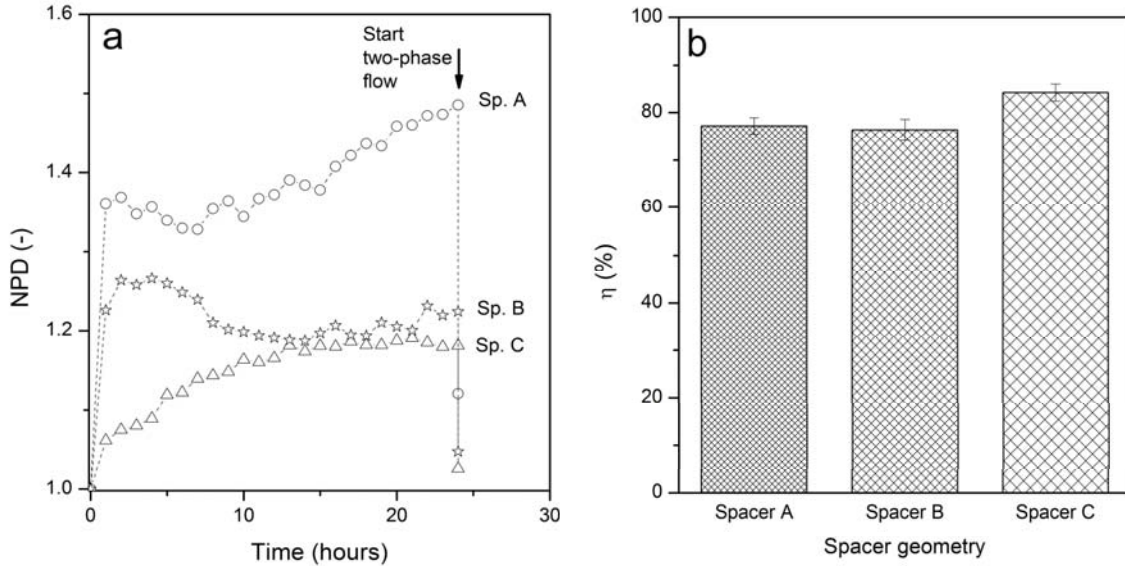 a
Start
two-phase
flow
Sp. A
Sp. B
Sp. C
1.6
1.4
1.2
1.0
NPD (-)
0
10
20
30
Time (hours)
b
100
80
60
40
20
0
η (%)
Spacer A
Spacer B
Spacer C
Spacer geometry